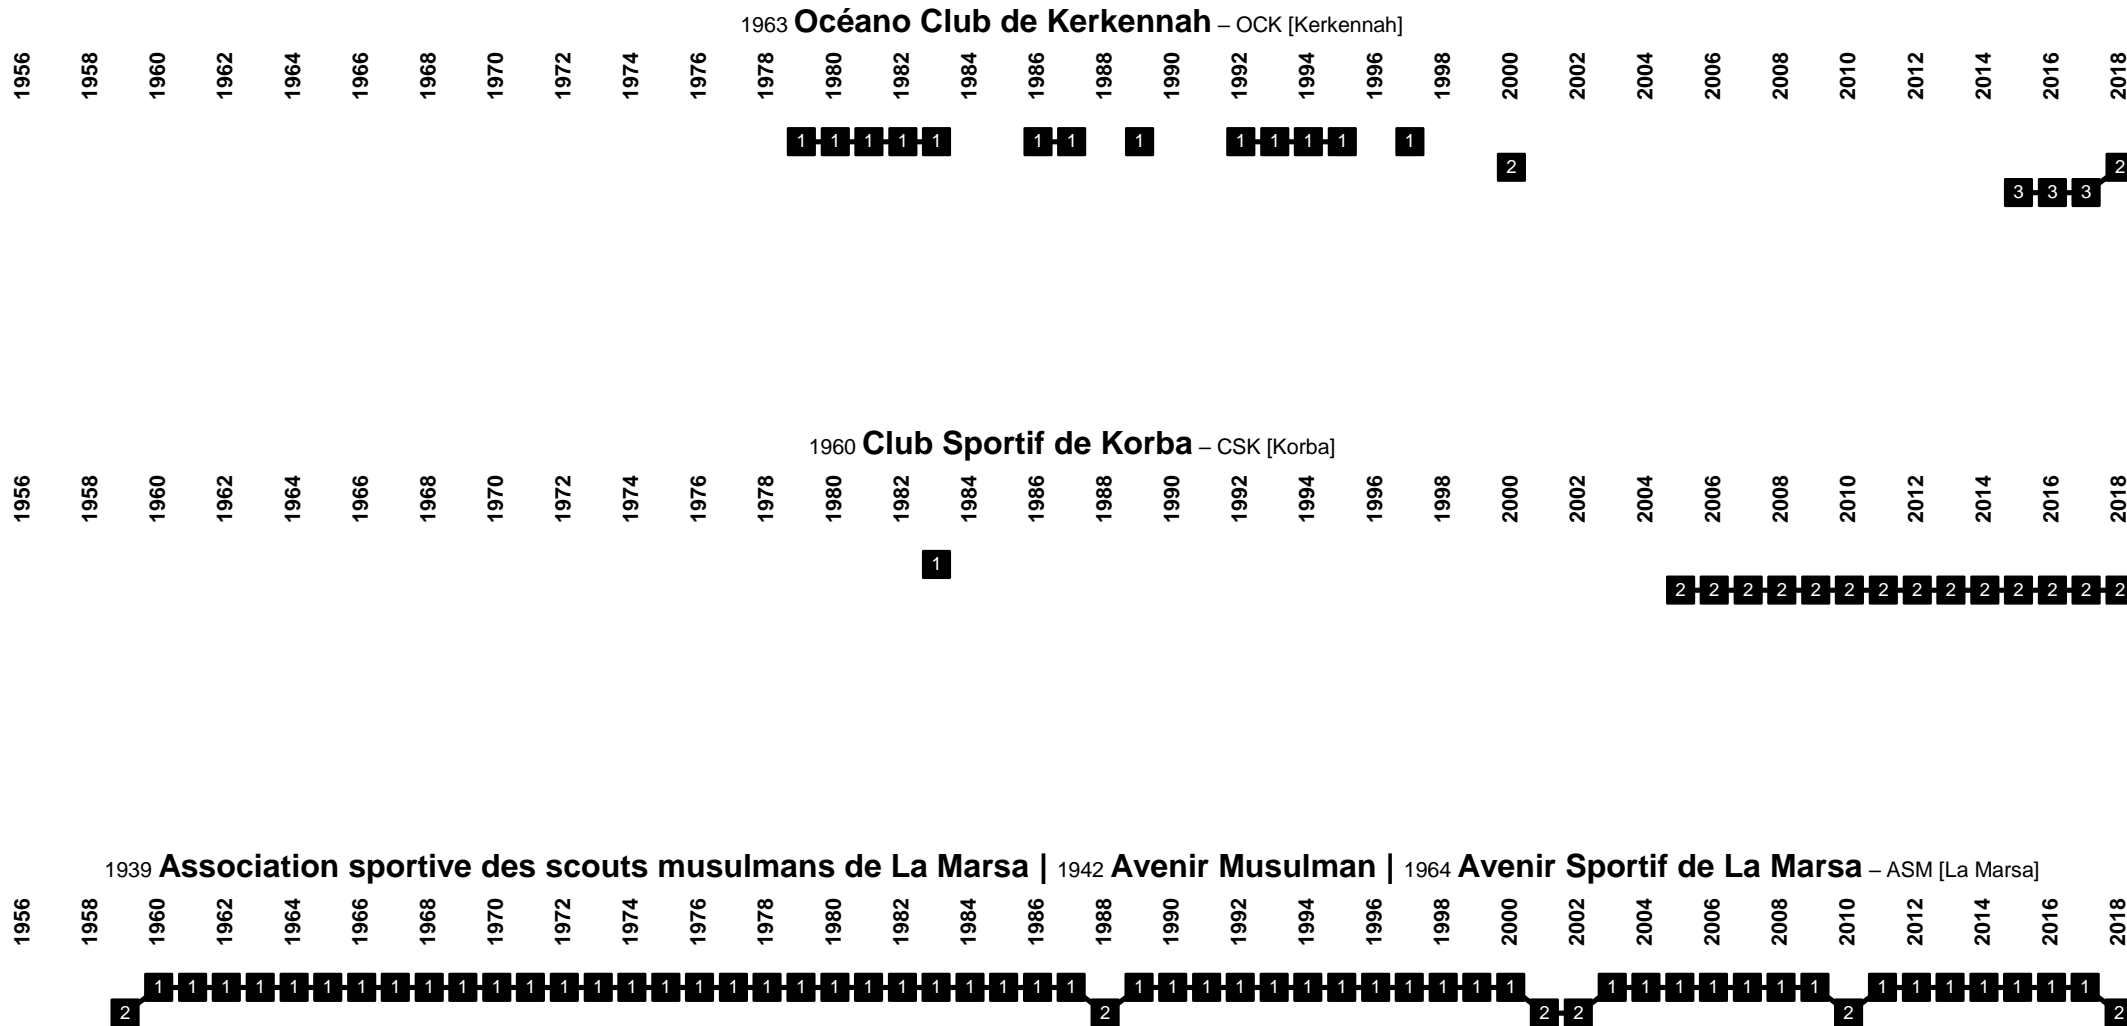 1963 Océano Club de Kerkennah – OCK [Kerkennah]
1956 1958 1960 1962 1964 1966 1968 1970 1972 1974 1976 1978 1980 1982 1984 1986 1988 1990 1992 1994 1996 1998 2000 2002 2004 2006 2008 2010 2012 2014 2016 2018
1 1 1 1 1 1 1 1 1 1 1 1 1
2 2
3 3 3
1960 Club Sportif de Korba – CSK [Korba]
1956 1958 1960 1962 1964 1966 1968 1970 1972 1974 1976 1978 1980 1982 1984 1986 1988 1990 1992 1994 1996 1998 2000 2002 2004 2006 2008 2010 2012 2014 2016 2018
1
2 2 2 2 2 2 2 2 2 2 2 2 2 2
1939 Association sportive des scouts musulmans de La Marsa | 1942 Avenir Musulman | 1964 Avenir Sportif de La Marsa – ASM [La Marsa]
1956 1958 1960 1962 1964 1966 1968 1970 1972 1974 1976 1978 1980 1982 1984 1986 1988 1990 1992 1994 1996 1998 2000 2002 2004 2006 2008 2010 2012 2014 2016 2018
1 1 1 1 1 1 1 1 1 1 1 1 1 1 1 1 1 1 1 1 1 1 1 1 1 1 1 1 1 1 1 1 1 1 1 1 1 1 1 1 1 1 1 1 1 1 1 1 1 1 1 1 1 1
2 2 2 2 2 2